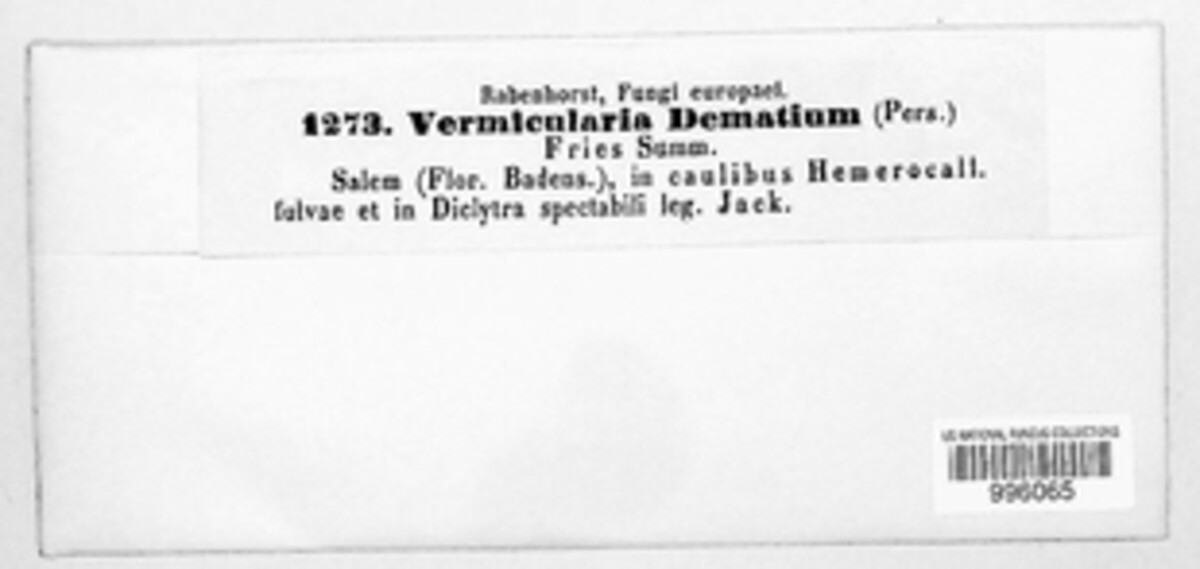 Rabenhorst, Fungi europaei.
1273. Vermicularia Dematium (Pers.)
Fries Summ.
Salem (Flor. Badens.), in caulibus Hemerocall.
fulvae et in Diclytra spectabili leg. Jack.
US NATIONAL FUNGUS COLLECTIONS
996065